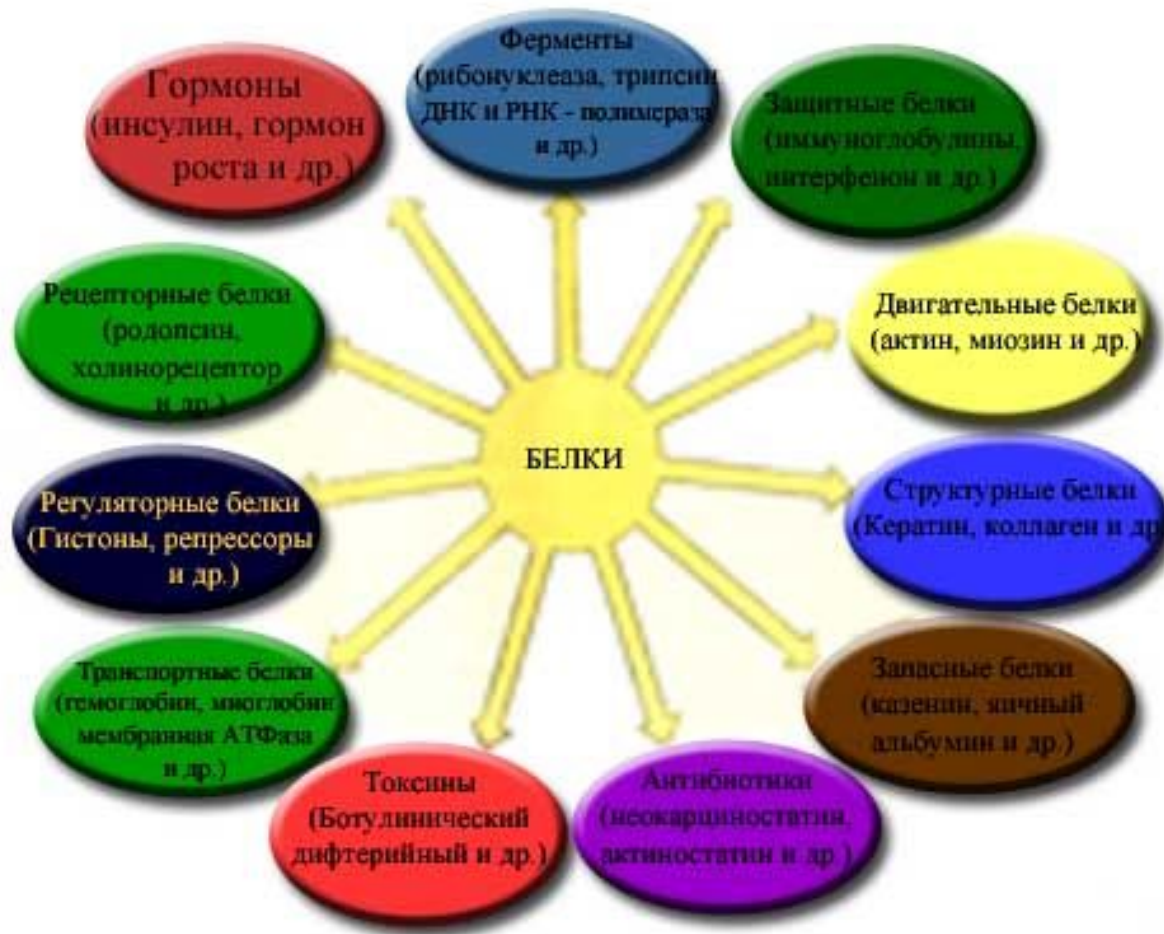 Ферменты
(рибонуклеаза, трипсин
ДНК и РНК - полимераза
и др.)
Гормоны
(инсулин, гормон
роста и др.)
Защитные белки
(иммуноглобулины,
интерфенон и др.)
Рецепторные белки
(родопсин,
холинорецептор
и др.)
Двигательные белки
(актин, миозин и др.)
БЕЛКИ
Регуляторные белки
(Гистоны, репрессоры
и др.)
Структурные белки
(Кератин, коллаген и др
Транспортные белки
(гемоглобин, миоглобин
мембранная АТФаза
и др.)
Запасные белки
(казенин, яичный
альбумин и др.)
Токсины
(Ботулинический
дифтерийный и др.)
Антибиотики
(неокарциностатин,
актиностатин и др.)